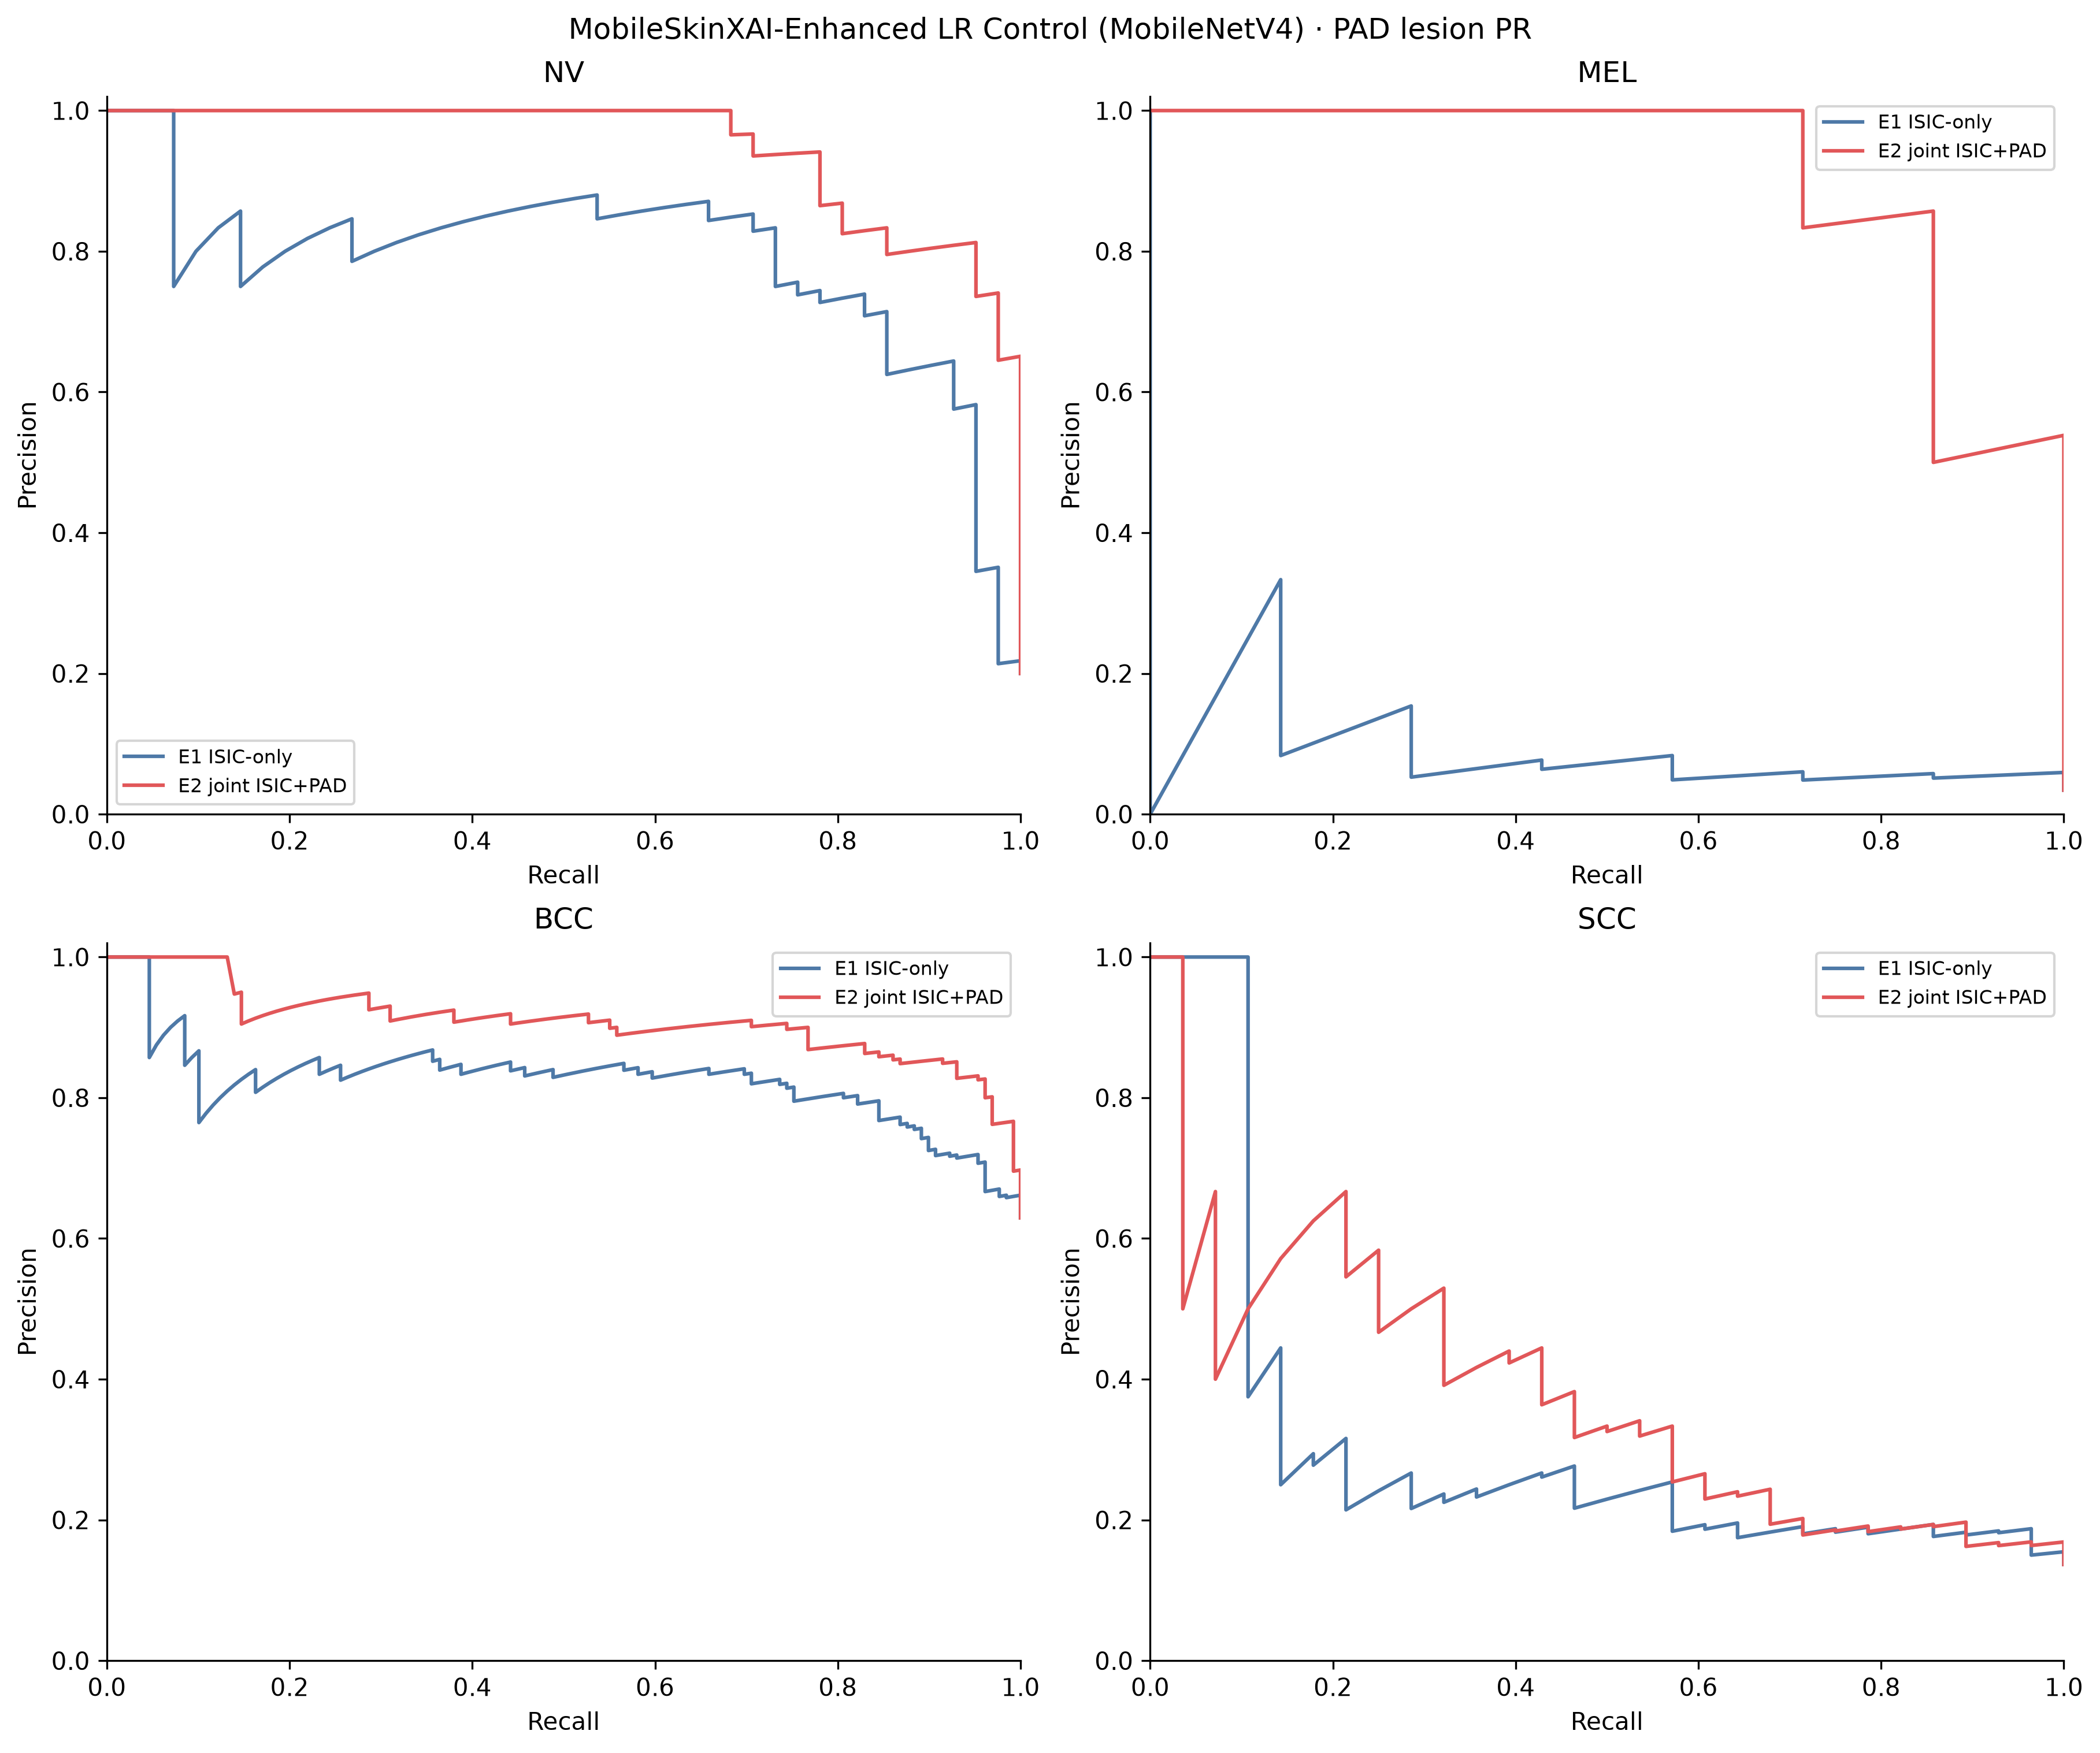 MobileSkinXAI-Enhanced LR Control (MobileNetV4) · PAD lesion PR
NV
1.0
0.8
0.6
0.4
0.2
0.0
Precision
E1 ISIC-only
E2 joint ISIC+PAD
0.0 0.2 0.4 0.6 0.8 1.0
Recall
MEL
1.0
0.8
0.6
0.4
0.2
0.0
Precision
E1 ISIC-only
E2 joint ISIC+PAD
0.0 0.2 0.4 0.6 0.8 1.0
Recall
BCC
1.0
0.8
0.6
0.4
0.2
0.0
Precision
E1 ISIC-only
E2 joint ISIC+PAD
0.0 0.2 0.4 0.6 0.8 1.0
Recall
SCC
1.0
0.8
0.6
0.4
0.2
0.0
Precision
E1 ISIC-only
E2 joint ISIC+PAD
0.0 0.2 0.4 0.6 0.8 1.0
Recall